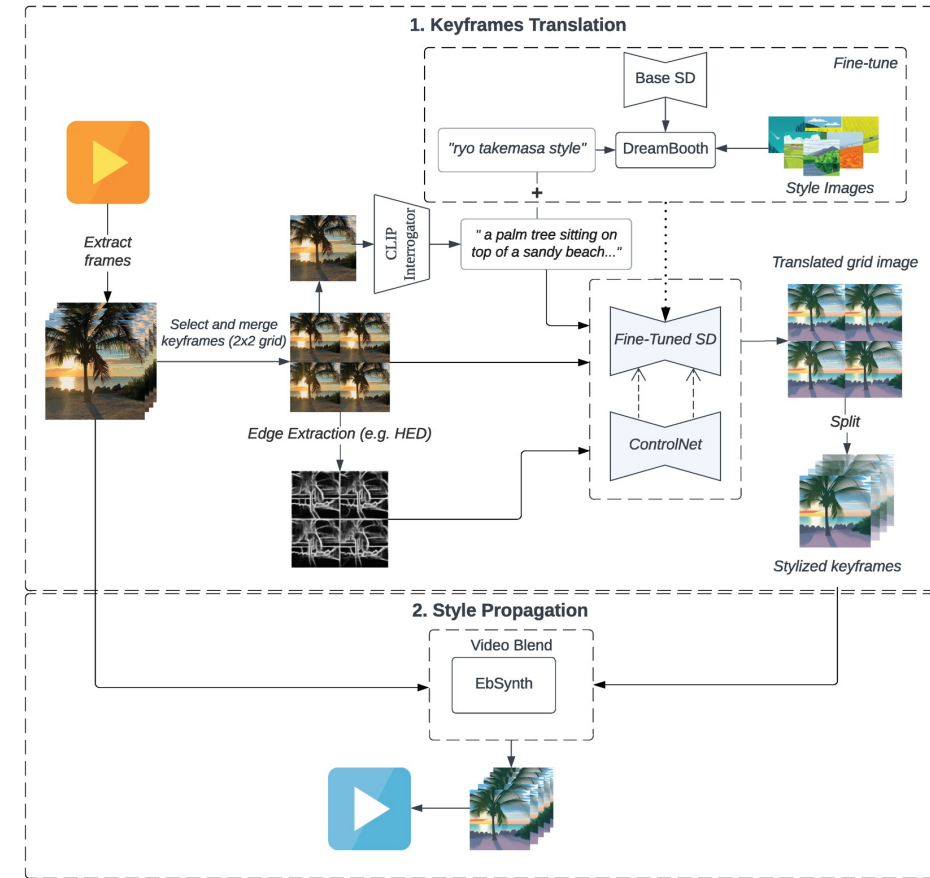 1. Keyframes Translation
Fine-tune
Base SD
"ryo takemasa style"
DreamBooth
Style Images
+
Extract
frames
CLIP
Interrogator
" a palm tree sitting on
top of a sandy beach..."
Translated grid image
Select and merge
keyframes (2x2 grid)
Fine-Tuned SD
Edge Extraction (e.g. HED)
ControlNet
Split
Stylized keyframes
2. Style Propagation
Video Blend
EbSynth